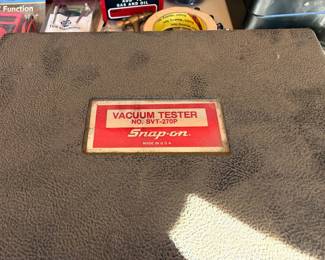 Function
GAS AND OIL
VACUUM TESTER
NO. SVT-270P
Snap-on
MADE IN U.S.A.